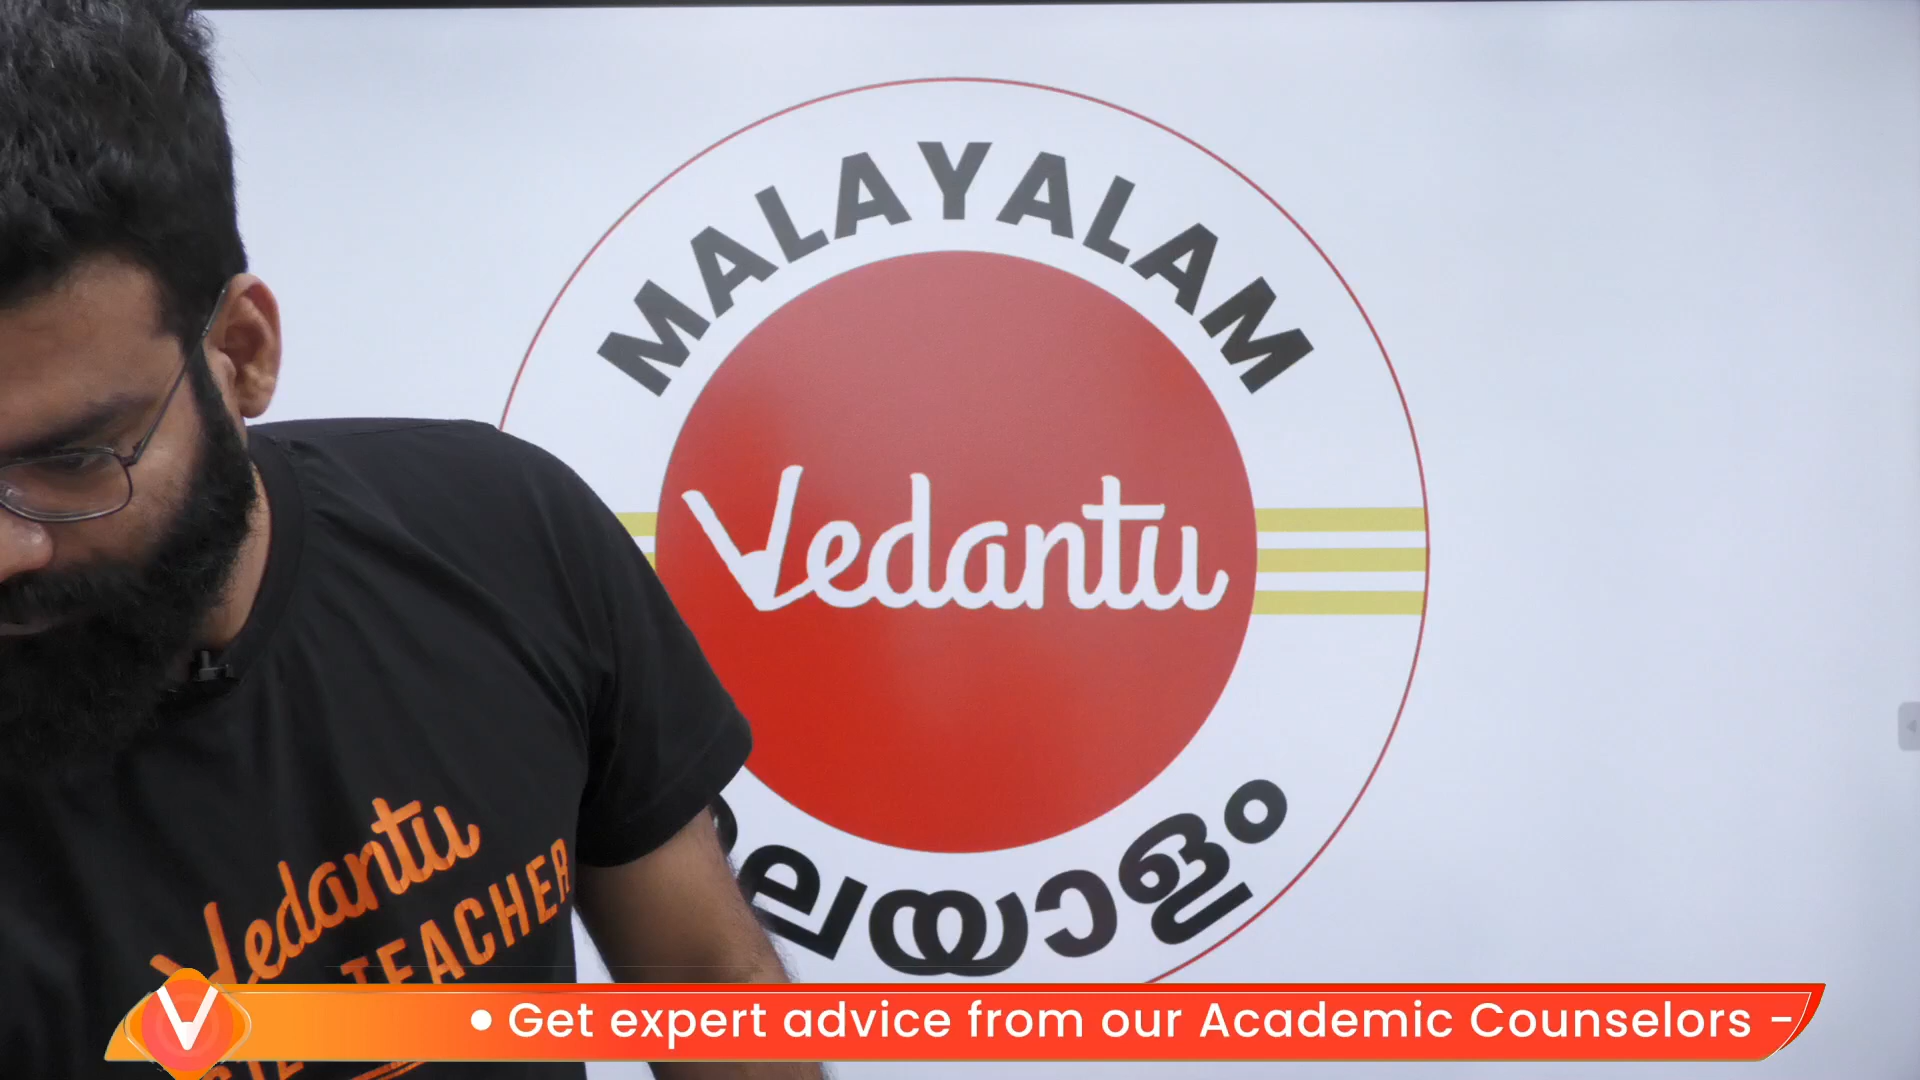 MALAYALAM
Vedantu
ലയാളം
Vedantu
TEACHER
• Get expert advice from our Academic Counselors -